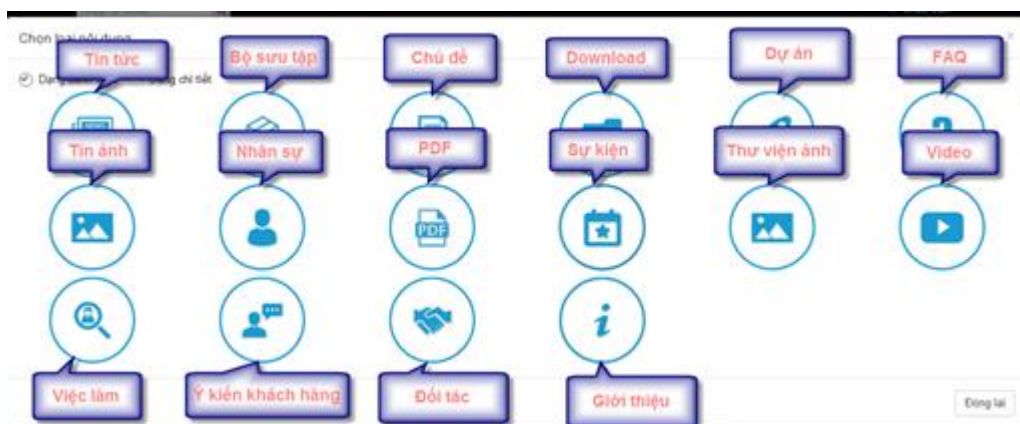 Chọn loại nội dung
Tin tức
Bộ sưu tập
Chủ đề
Download
Dự án
FAQ
chi tiết
Tin ảnh
Nhân sự
PDF
Sự kiện
Thư viện ảnh
Video
PDF
Việc làm
Ý kiến khách hàng
Đối tác
Giới thiệu
Đóng lại